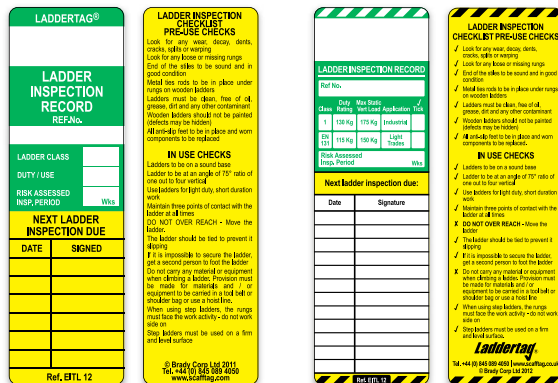 LADDERTAG®
LADDER
INSPECTION
RECORD
REF.No.
LADDER CLASS
DUTY / USE
RISK ASSESSED
INSP, PERIOD
Wks
NEXT LADDER
INSPECTION DUE
DATE
SIGNED
Ref. EITL 12
LADDER INSPECTION
CHECKLIST
PRE-USE CHECKS
Look for any wear, decay, dents,
cracks, splits or warping
Look for any loose or missing rungs
End of the stiles to be sound and in
good condition
Metal ties rods to be in place under
rungs on wooden ladders
Ladders must be clean, free of oil,
grease, dirt and any other contaminant
Wooden ladders should not be painted
(defects may be hidden)
All anti-slip feet to be in place and worn
components to be replaced
IN USE CHECKS
Ladders to be on a sound base
Ladder to be at an angle of 75° ratio of
one out to four vertical
Use ladders for light duty, short duration
work
Maintain three points of contact with the
ladder at all times
DO NOT OVER REACH - Move the
ladder.
The ladder should be tied to prevent it
slipping
If it is impossible to secure the ladder,
get a second person to foot the ladder
Do not carry any material or equipment
when climbing a ladder. Provision must
be made for materials and / or
equipment to be carried in a tool belt or
shoulder bag or use a hoist line.
When using step ladders, the rungs
must face the work activity - do not work
side on
Step ladders must be used on a firm
and level surface
© Brady Corp Ltd 2011
Tel. +44 (0) 845 089 4050
www.scafftag.com
LADDER INSPECTION RECORD
Ref No.
Class
Duty
Rating
Max Static
Vert Load
Application
Tick
✓
1
130 Kg
175 Kg
Industrial
EN
131
115 Kg
150 Kg
Light
Trades
Risk Assessed
Insp. Period
Wks
Next ladder inspection due:
Date
Signature
Ref. EITL 12
LADDER INSPECTION
CHECKLIST PRE-USE CHECKS
✓ Look for any wear, decay, dents,
cracks, splits or warping
✓ Look for any loose or missing rungs
✓ End of the stiles to be sound and in good
condition
✓ Metal ties rods to be in place under rungs
on wooden ladders
✓ Ladders must be clean, free of oil,
grease, dirt and any other contaminant
✓ Wooden ladders should not be painted
(defects may be hidden)
✓ All anti-slip feet to be in place and worn
components to be replaced.
IN USE CHECKS
✓ Ladders to be on a sound base
✓ Ladder to be at an angle of 75° ratio of
one out to four vertical
✓ Use ladders for light duty, short duration
work
✓ Maintain three points of contact with the
ladder at all times
X DO NOT OVER REACH - Move the
ladder
✓ The ladder should be tied to prevent it
slipping
✓ If it is impossible to secure the ladder,
get a second person to foot the ladder
X Do not carry any material or equipment
when climbing a ladder. Provision must
be made for materials and / or
equipment to be carried in a tool belt or
shoulder bag or use a hoist line
✓ When using step ladders, the rungs
must face the work activity - do not work
side on
✓ Step ladders must be used on a firm
and level surface.
Laddertag.
Tel. +44 (0) 845 089 4050 | www.scafftag.co.uk
© Brady Corp Ltd 2012